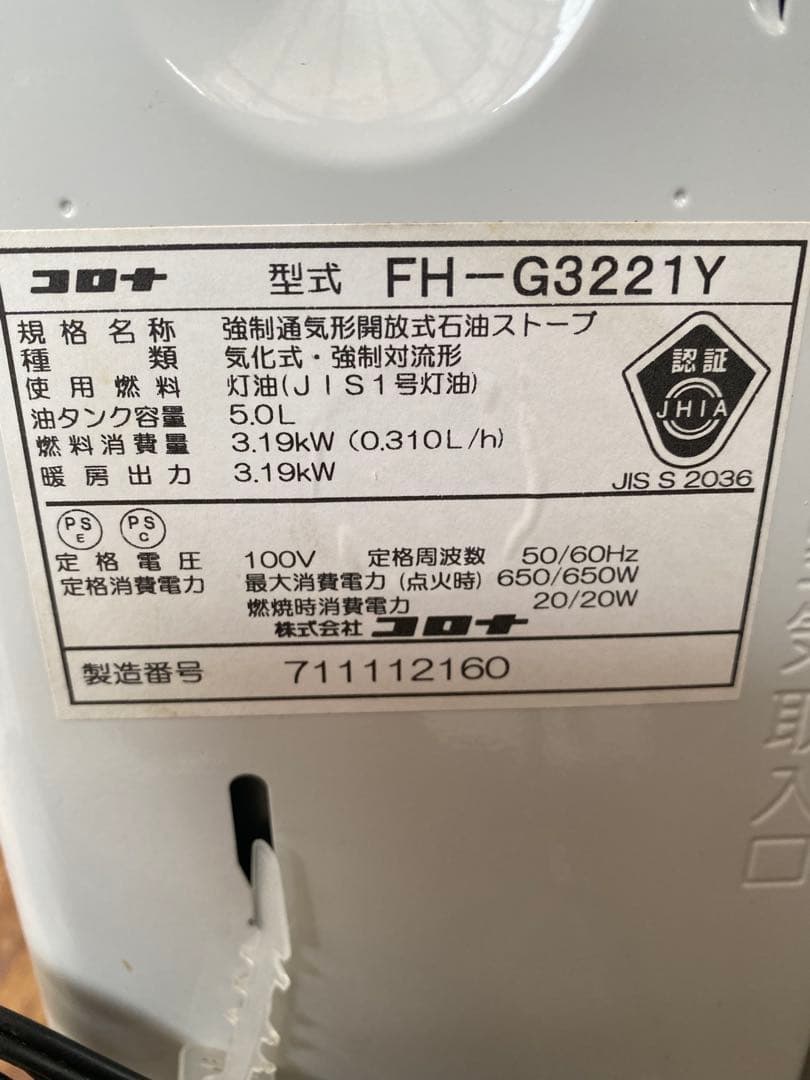 コロナ 型式 FH-G3221Y
規格名称 強制通気形開放式石油ストーブ
種類 気化式・強制対流形
使用燃料 灯油(JIS1号灯油)
油タンク容量 5.0L
燃料消費量 3.19kW (0.310L/h)
暖房出力 3.19kW
認証
JHIA
JIS S 2036
PS E PS C
定格電圧 100V 定格周波数 50/60Hz
定格消費電力 最大消費電力 (点火時) 650/650W
燃焼時消費電力 20/20W
株式会社 コロナ
製造番号 711112160
気取入口